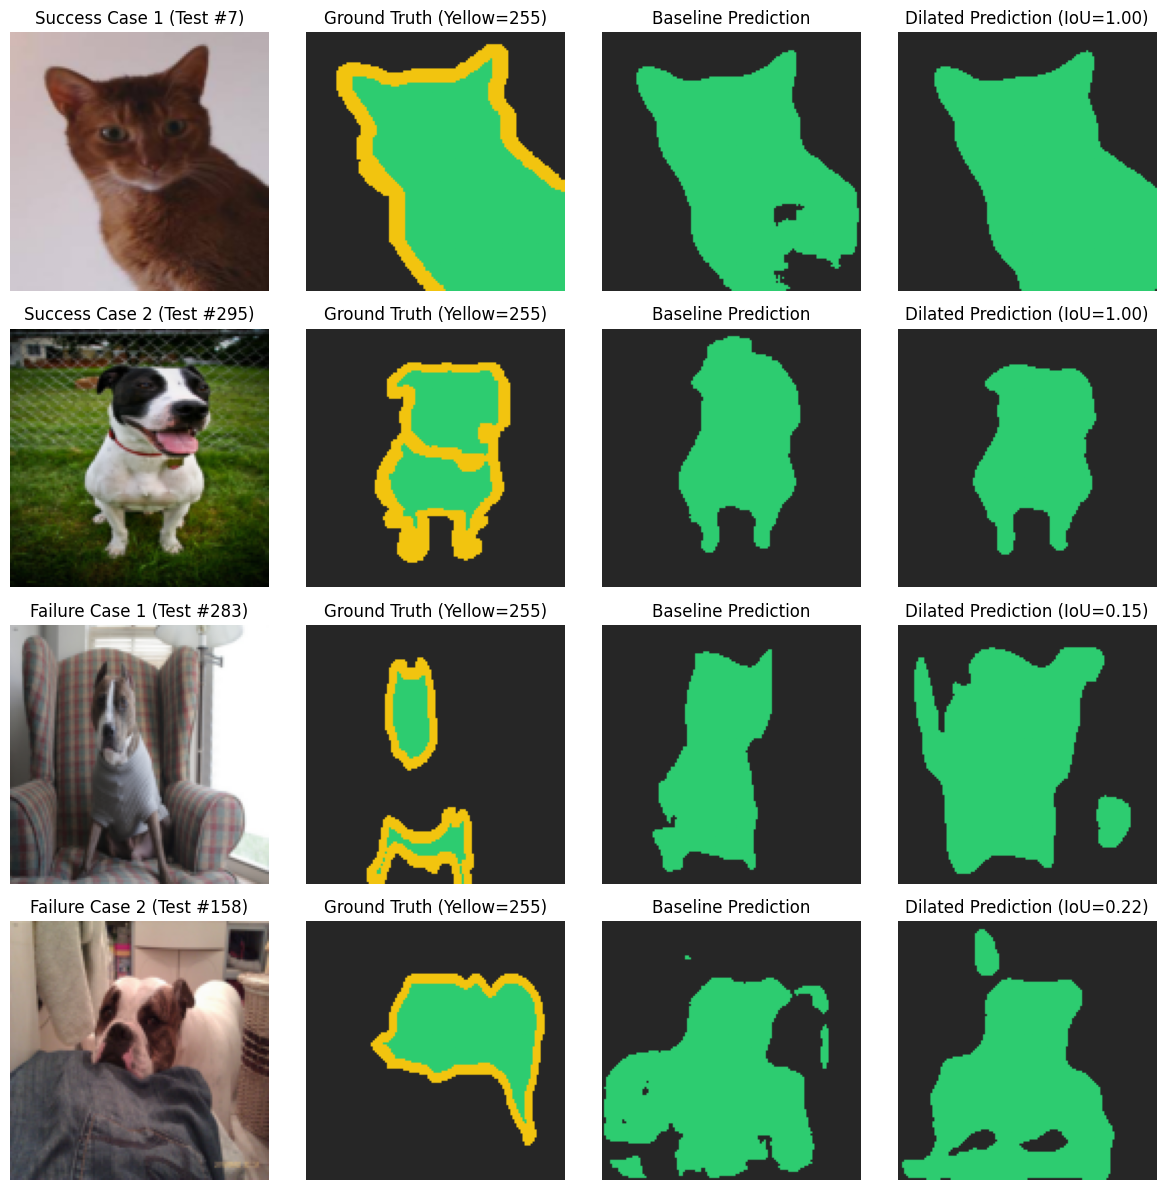 Success Case 1 (Test #7)
Ground Truth (Yellow=255)
Baseline Prediction
Dilated Prediction (IoU=1.00)
Success Case 2 (Test #295)
Ground Truth (Yellow=255)
Baseline Prediction
Dilated Prediction (IoU=1.00)
Failure Case 1 (Test #283)
Ground Truth (Yellow=255)
Baseline Prediction
Dilated Prediction (IoU=0.15)
Failure Case 2 (Test #158)
Ground Truth (Yellow=255)
Baseline Prediction
Dilated Prediction (IoU=0.22)